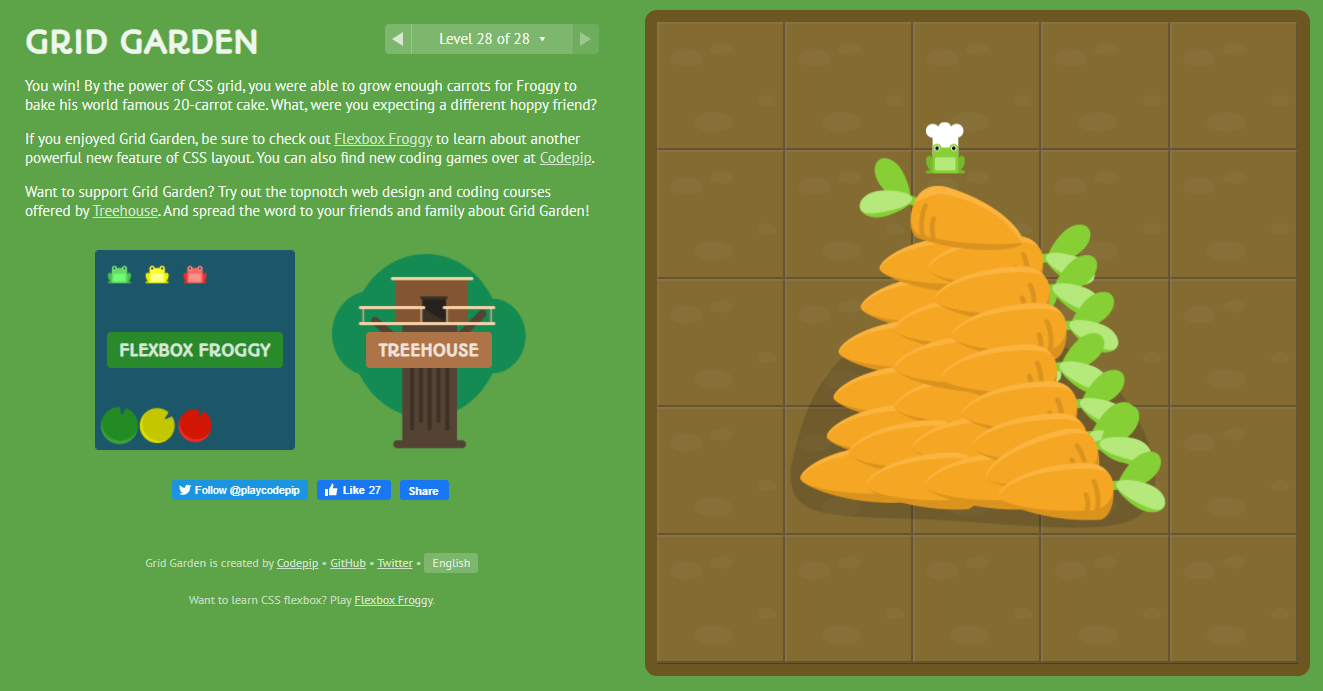 GRID GARDEN
Level 28 of 28
You win! By the power of CSS grid, you were able to grow enough carrots for Froggy to
bake his world famous 20-carrot cake. What, were you expecting a different hoppy friend?
If you enjoyed Grid Garden, be sure to check out Flexbox Froggy to learn about another
powerful new feature of CSS layout. You can also find new coding games over at Codepip.
Want to support Grid Garden? Try out the topnotch web design and coding courses
offered by Treehouse. And spread the word to your friends and family about Grid Garden!
FLEXBOX FROGGY
TREEHOUSE
Follow @playcodepip
Like 27
Share
Grid Garden is created by Codepip • GitHub • Twitter • English
Want to learn CSS flexbox? Play Flexbox Froggy.